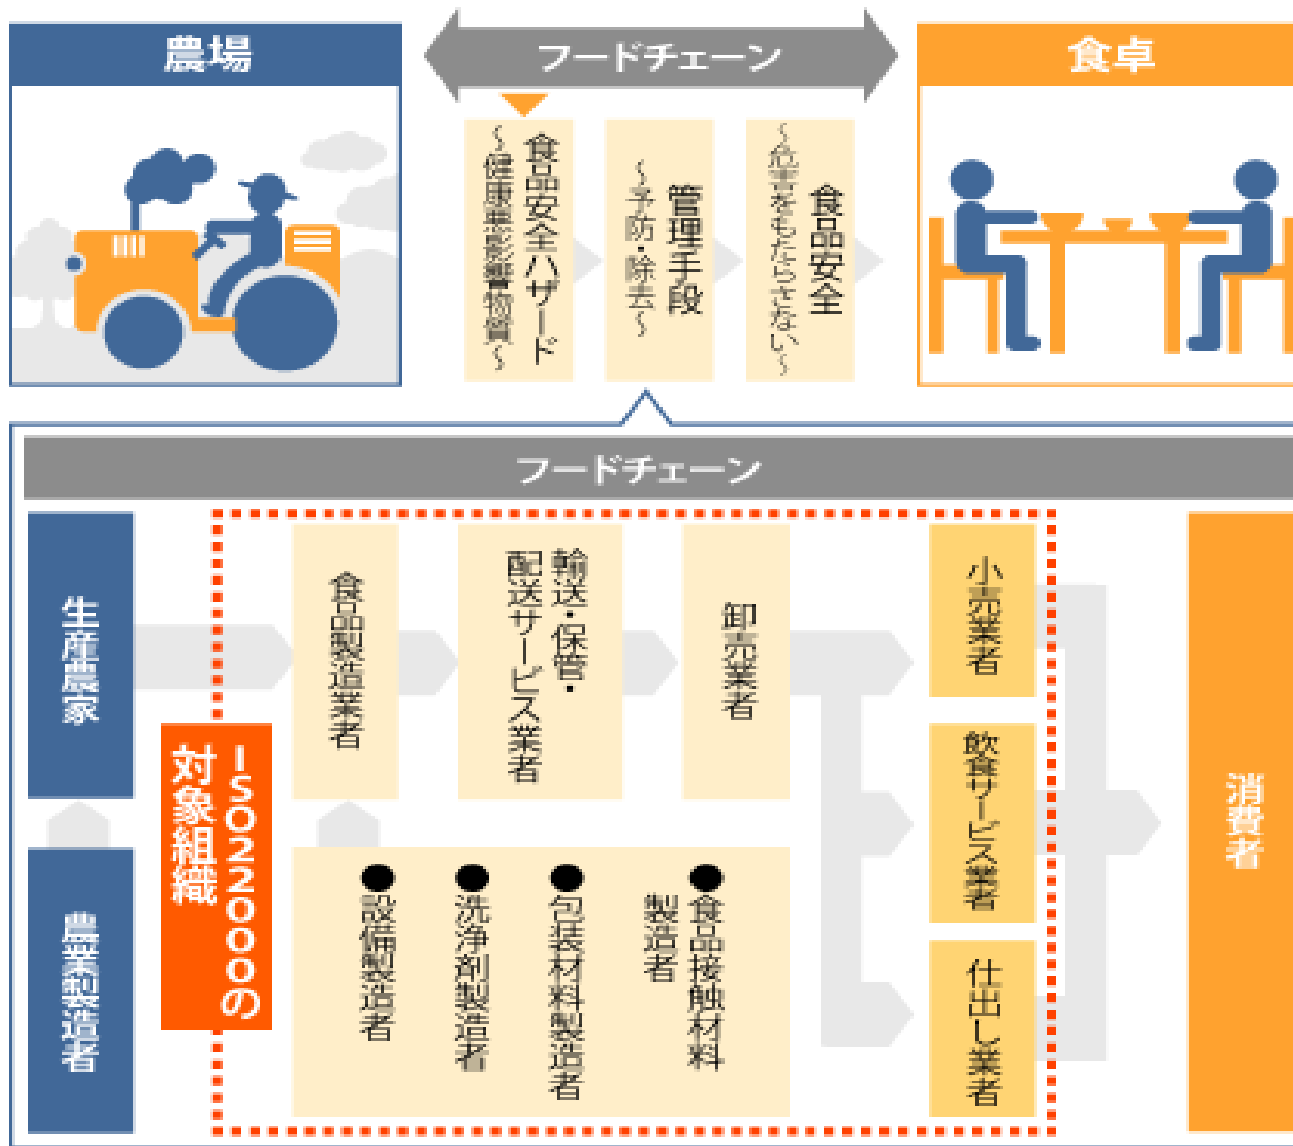 農場
フードチェーン
食卓
食品安全ハザード
～健康悪影響物質～
管理手段
～予防・除去～
食品安全
～危害をもたらさない～
フードチェーン
生産農家
農業製造者
ISO22000の
対象組織
食品製造業者
輸送・保管・
配送サービス業者
卸売業者
●設備製造者
●洗浄剤製造者
●包装材料製造者
●食品接触材料
製造者
小売業者
飲食サービス業者
仕出し業者
消費者